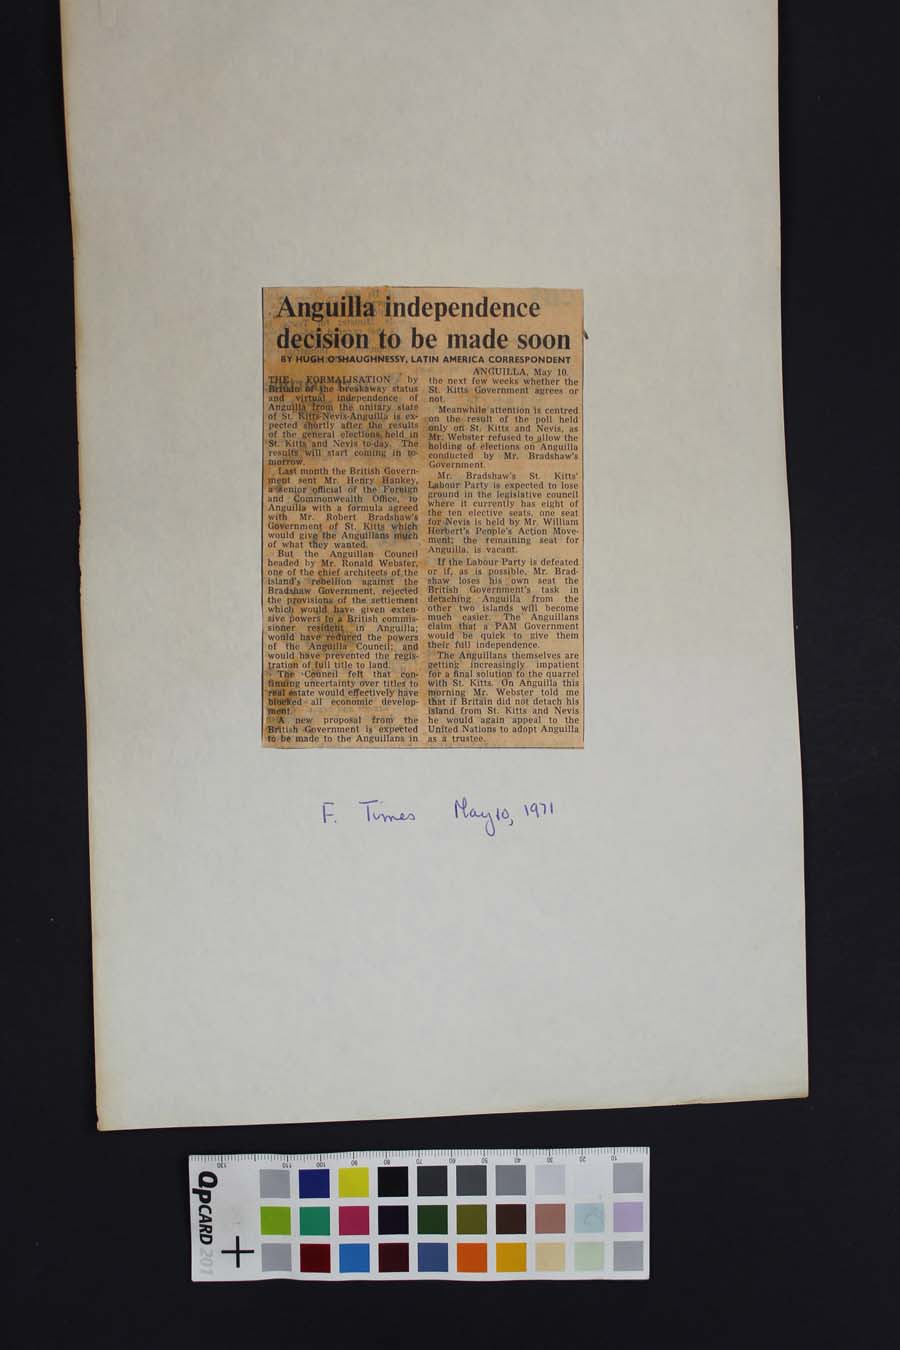 Anguilla independence
decision to be made soon
BY HUGH O'SHAUGHNESSY, LATIN AMERICA CORRESPONDENT
ANGUILLA, May 10.
THE FORMALISATION by
Britain of the breakaway status
and virtual independence of
Anguilla from the unitary state
of St. Kitts-Nevis-Anguilla is ex-
pected shortly after the results
of the general elections held in
St. Kitts and Nevis to-day. The
results will start coming in to-
morrow.
Last month the British Govern-
ment sent Mr. Henry Hankey,
a senior official of the Foreign
and Commonwealth Office, to
Anguilla with a formula agreed
with Mr. Robert Bradshaw's
Government of St. Kitts which
would give the Anguillans much
of what they wanted.
But the Anguillan Council
headed by Mr. Ronald Webster,
one of the chief architects of the
island's rebellion against the
Bradshaw Government, rejected
the provisions of the settlement
which would have given exten-
sive powers to a British commis-
sioner resident in Anguilla;
would have reduced the powers
of the Anguilla Council; and
would have prevented the regis-
tration of full title to land.
The Council felt that con-
tinuing uncertainty over titles to
real estate would effectively have
blocked all economic develop-
ment.
A new proposal from the
British Government is expected
to be made to the Anguillans in
the next few weeks whether the
St. Kitts Government agrees or
not.
Meanwhile attention is centred
on the result of the poll held
only on St. Kitts and Nevis, as
Mr. Webster refused to allow the
holding of elections on Anguilla
conducted by Mr. Bradshaw's
Government.
Mr. Bradshaw's St. Kitts'
Labour Party is expected to lose
ground in the legislative council
where it currently has eight of
the ten elective seats, one seat
for Nevis is held by Mr. William
Herbert's People's Action Move-
ment; the remaining seat for
Anguilla, is vacant.
If the Labour Party is defeated
or if, as is possible, Mr. Brad-
shaw loses his own seat the
British Government's task in
detaching Anguilla from the
other two islands will become
much easier. The Anguillans
claim that a PAM Government
would be quick to give them
their full independence.
The Anguillans themselves are
getting increasingly impatient
for a final solution to the quarrel
with St. Kitts. On Anguilla this
morning Mr. Webster told me
that if Britain did not detach his
island from St. Kitts and Nevis
he would again appeal to the
United Nations to adopt Anguilla
as a trustee.
F. Times May 10, 1971
QPCARD 201
130 110 100 90 80 70 60 50 40 30 20 10